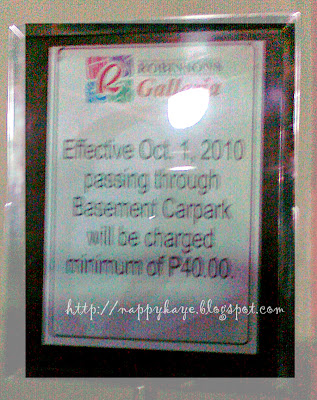 ROBINSONS
Galleria
Effective Oct. 1, 2010
passing through
Basement Carpark
will be charged
minimum of P40.00.
http://nappykaye.blogspot.com/